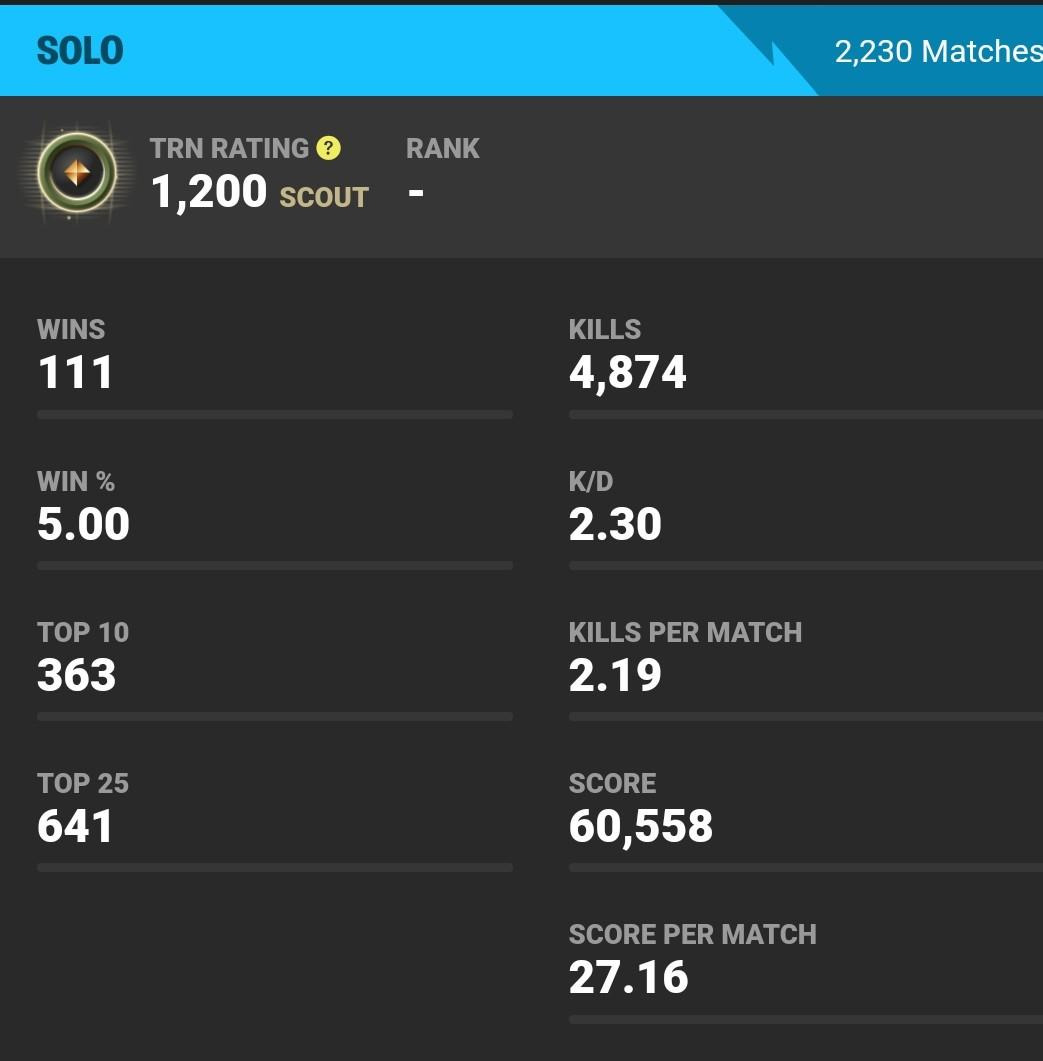 SOLO
2,230 Matches
TRN RATING ? RANK
1,200 SCOUT -
WINS
111
KILLS
4,874
WIN %
5.00
K/D
2.30
TOP 10
363
KILLS PER MATCH
2.19
TOP 25
641
SCORE
60,558
SCORE PER MATCH
27.16